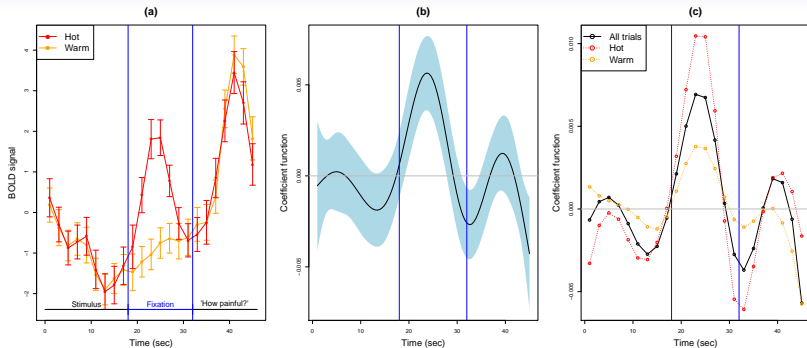 (a)
Hot
Warm
BOLD signal
4
3
2
1
0
-1
-2
Stimulus
Fixation
'How painful?'
0
10
20
30
40
Time (sec)
(b)
Coefficient function
0.005
0.000
-0.005
0
10
20
30
40
Time (sec)
(c)
All trials
Hot
Warm
Coefficient function
0.010
0.005
0.000
-0.005
0
10
20
30
40
Time (sec)